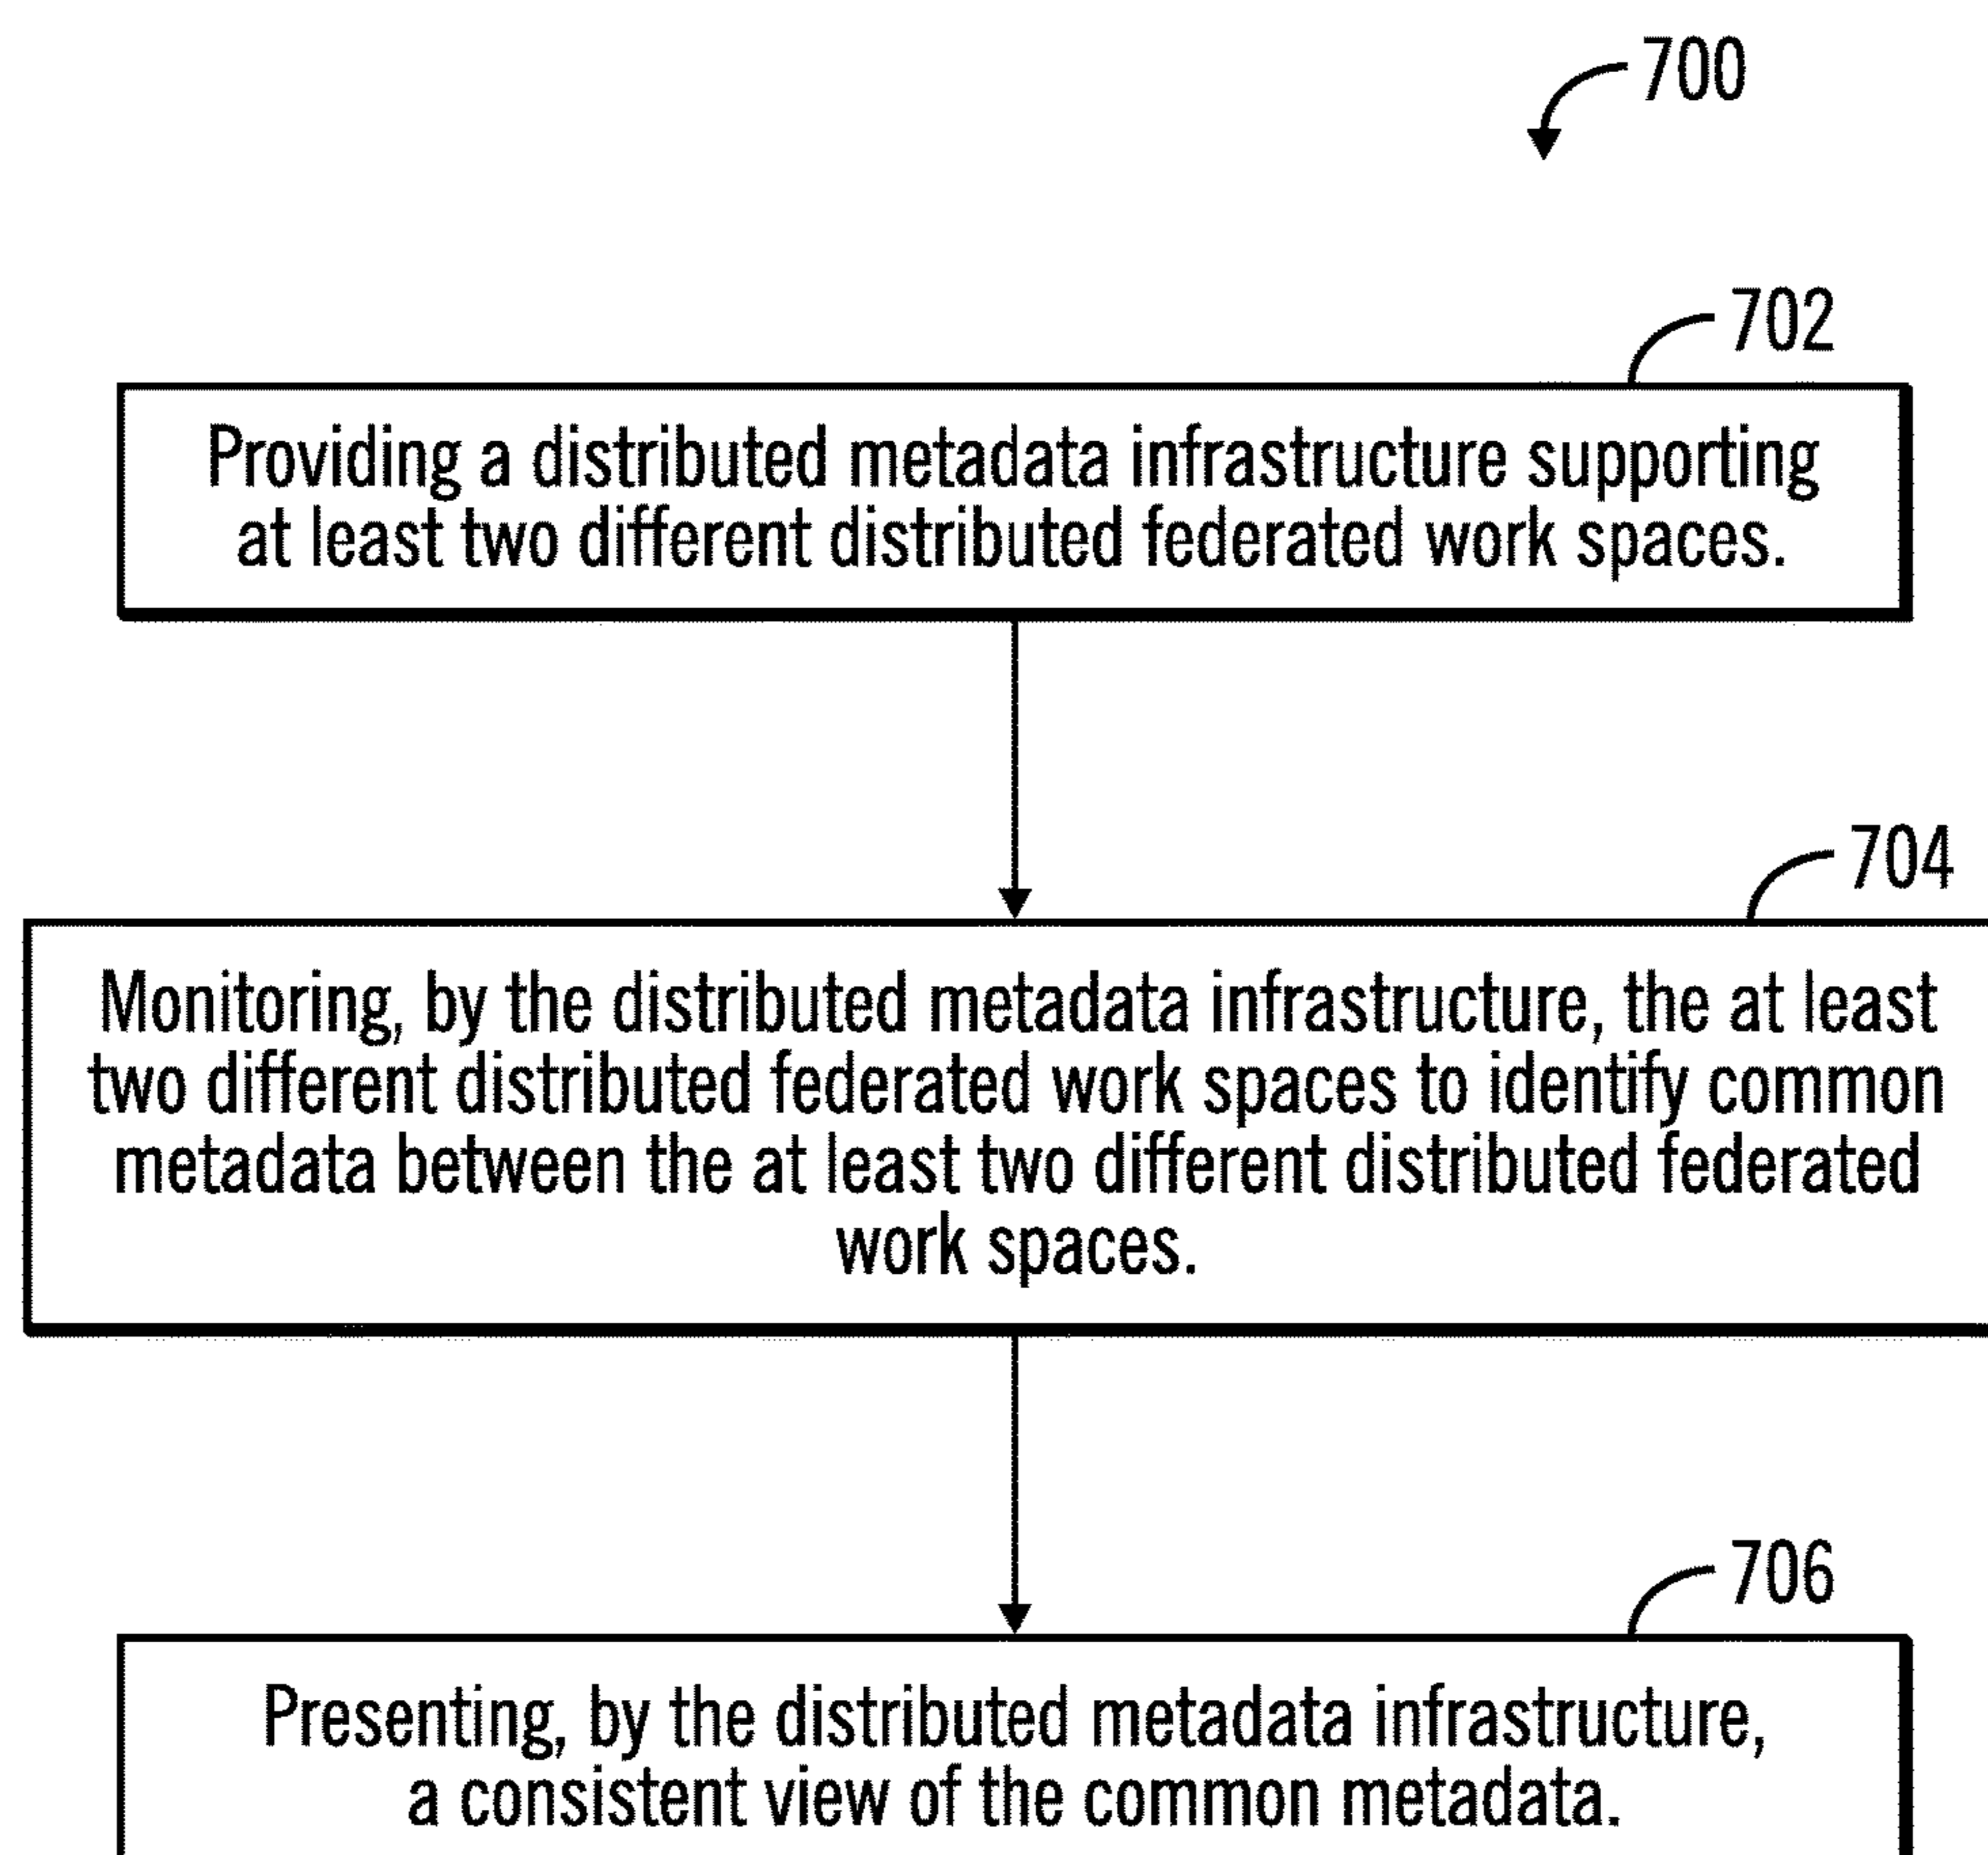 700
702
Providing a distributed metadata infrastructure supporting
at least two different distributed federated work spaces.
704
Monitoring, by the distributed metadata infrastructure, the at least
two different distributed federated work spaces to identify common
metadata between the at least two different distributed federated
work spaces.
706
Presenting, by the distributed metadata infrastructure,
a consistent view of the common metadata.